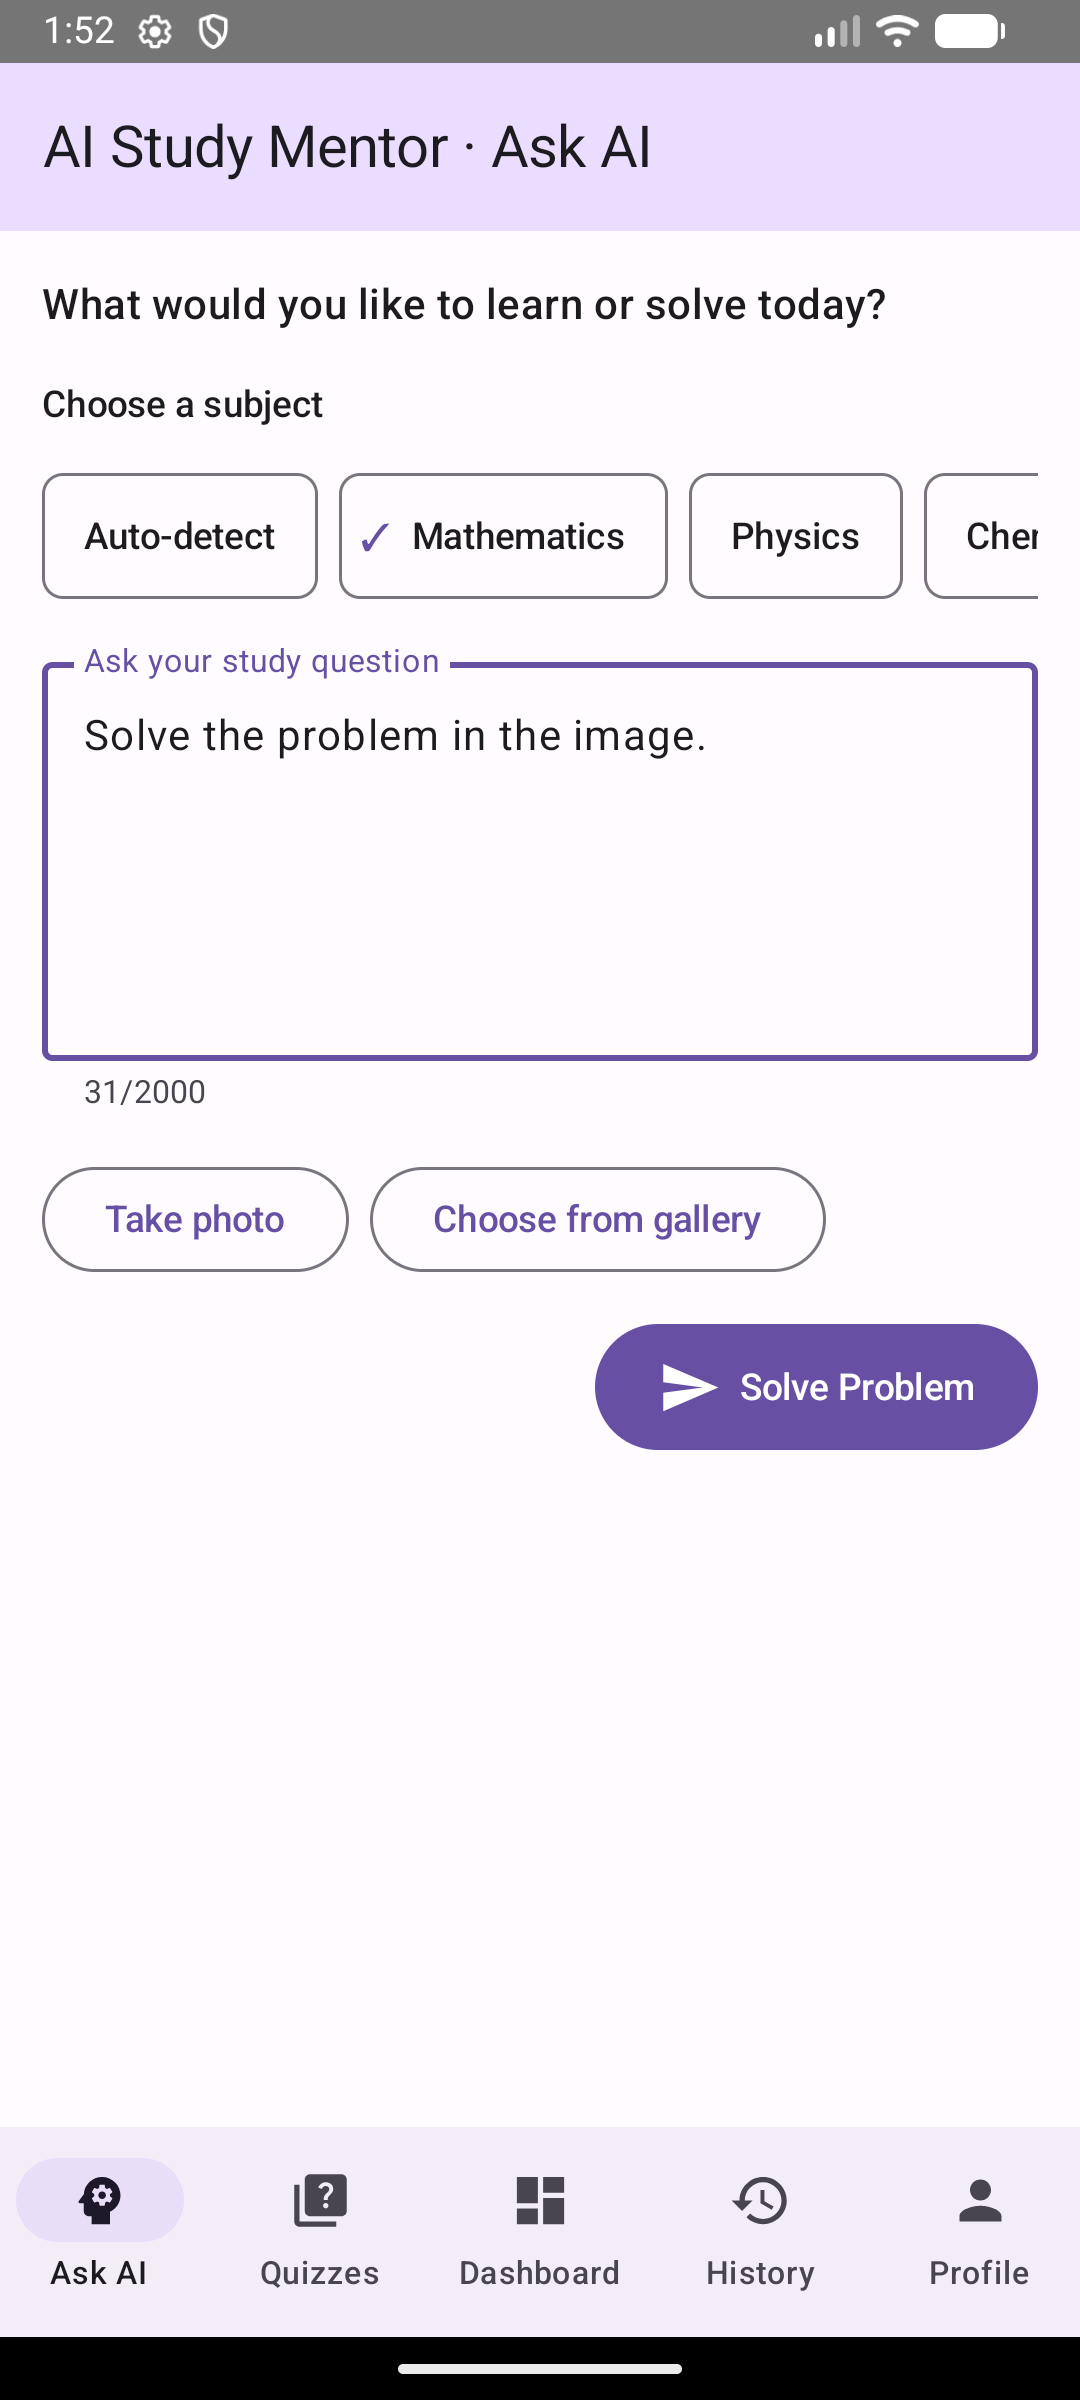 1:52
AI Study Mentor · Ask AI
What would you like to learn or solve today?
Choose a subject
Auto-detect ✓ Mathematics Physics Cher
Ask your study question
Solve the problem in the image.
31/2000
Take photo Choose from gallery
Solve Problem
Ask AI Quizzes Dashboard History Profile